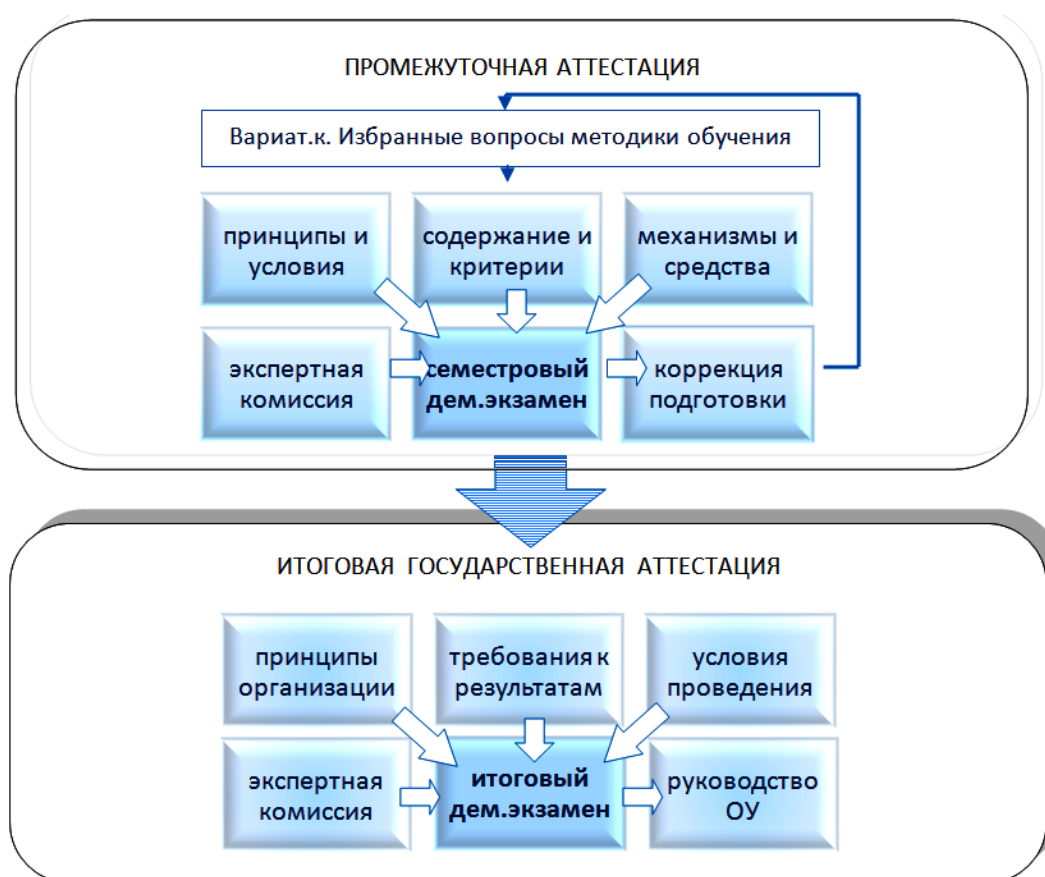 ПРОМЕЖУТОЧНАЯ АТТЕСТАЦИЯ
Вариат.к. Избранные вопросы методики обучения
принципы и
условия
содержание и
критерии
механизмы и
средства
экспертная
комиссия
семестровый
дем.экзамен
коррекция
подготовки
ИТОГОВАЯ ГОСУДАРСТВЕННАЯ АТТЕСТАЦИЯ
принципы
организации
требования к
результатам
условия
проведения
экспертная
комиссия
итоговый
дем.экзамен
руководство
ОУ